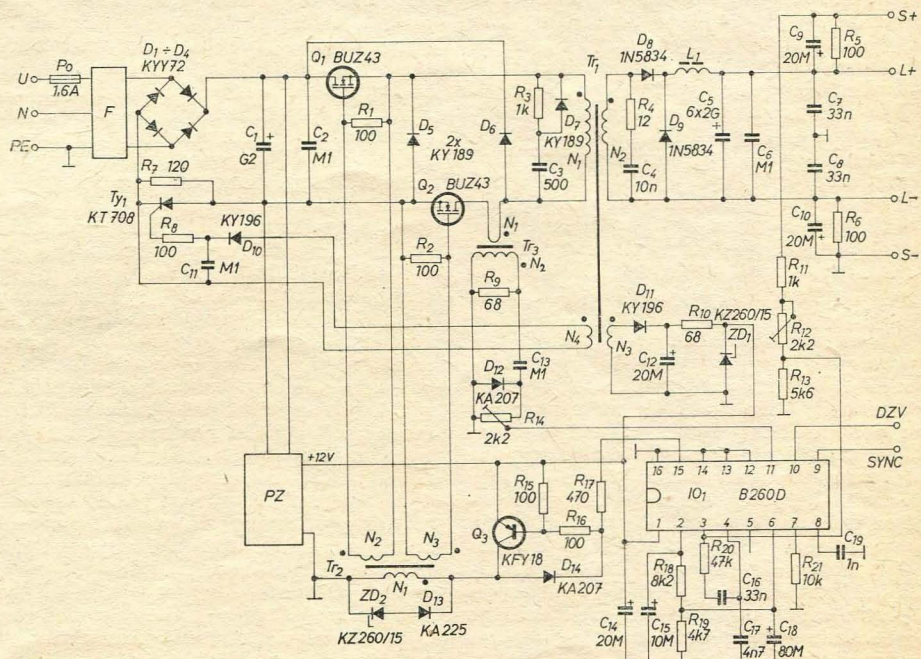 D₁ ÷ D₄
KYY72
U
P₀
1,6A
N
PE
F
Q₁ BUZ43
R₁
100
C₁
G2
C₂
M1
D₅
D₆
2x
KY189
R₃
1k
D₇
KY189
C₃
500
Tr₁
N₁
N₂
D₈
1N5834
L₁
R₄
12
D₉
1N5834
C₄
10n
C₅
6x2G
C₆
M1
C₉
20M
R₅
100
C₇
33n
C₈
33n
C₁₀
20M
R₆
100
S+
L+
L-
S-
R₇ 120
Ty₁
KT708
R₈
100
KY196
D₁₀
C₁₁
M1
Q₂ BUZ43
R₂
100
N₁
Tr₃
N₂
R₉
68
C₁₃
M1
D₁₂
KA207
R₁₄
2k2
N₄
N₃
D₁₁
KY196
R₁₀
68
KZ260/15
ZD₁
C₁₂
20M
R₁₁
1k
R₁₂
2k2
R₁₃
5k6
DZV
SYNC
PZ
+12V
R₁₅
100
R₁₇
470
R₁₆
100
Q₃
KFY18
D₁₄
KA207
N₂
N₃
Tr₂
N₁
ZD₂
D₁₃
KZ260/15
KA225
16 15 14 13 12 11 10 9
IO₁ B260D
1 2 3 4 5 6 7 8
R₁₈
8k2
R₂₀
47k
C₁₆
33n
R₂₁
10k
C₁₉
1n
C₁₄
20M
C₁₅
10M
R₁₉
4k7
C₁₇
4n7
C₁₈
80M